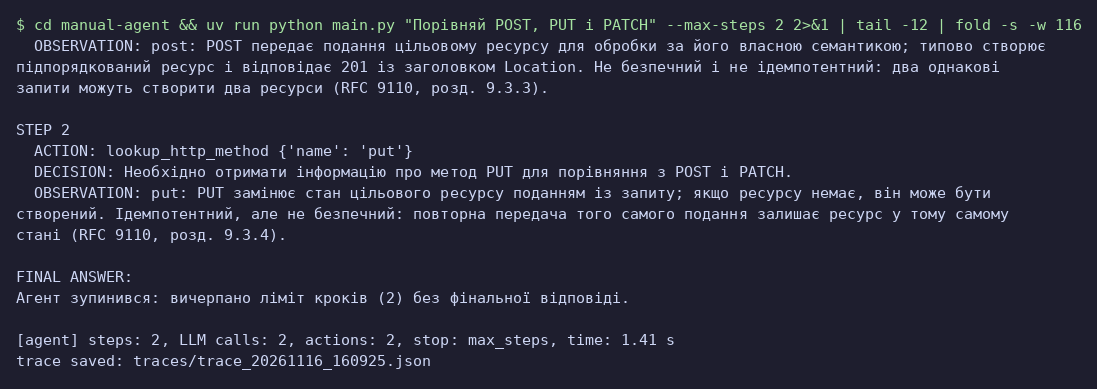 $ cd manual-agent && uv run python main.py "Порівняй POST, PUT і PATCH" --max-steps 2 2>&1 | tail -12 | fold -s -w 116
  OBSERVATION: post: POST передає подання цільовому ресурсу для обробки за його власною семантикою; типово створює
підпорядкований ресурс і відповідає 201 із заголовком Location. Не безпечний і не ідемпотентний: два однакові
запити можуть створити два ресурси (RFC 9110, розд. 9.3.3).

STEP 2
  ACTION: lookup_http_method {'name': 'put'}
  DECISION: Необхідно отримати інформацію про метод PUT для порівняння з POST і PATCH.
  OBSERVATION: put: PUT замінює стан цільового ресурсу поданням із запиту; якщо ресурсу немає, він може бути
створений. Ідемпотентний, але не безпечний: повторна передача того самого подання залишає ресурс у тому самому
стані (RFC 9110, розд. 9.3.4).

FINAL ANSWER:
Агент зупинився: вичерпано ліміт кроків (2) без фінальної відповіді.

[agent] steps: 2, LLM calls: 2, actions: 2, stop: max_steps, time: 1.41 s
trace saved: traces/trace_20261116_160925.json